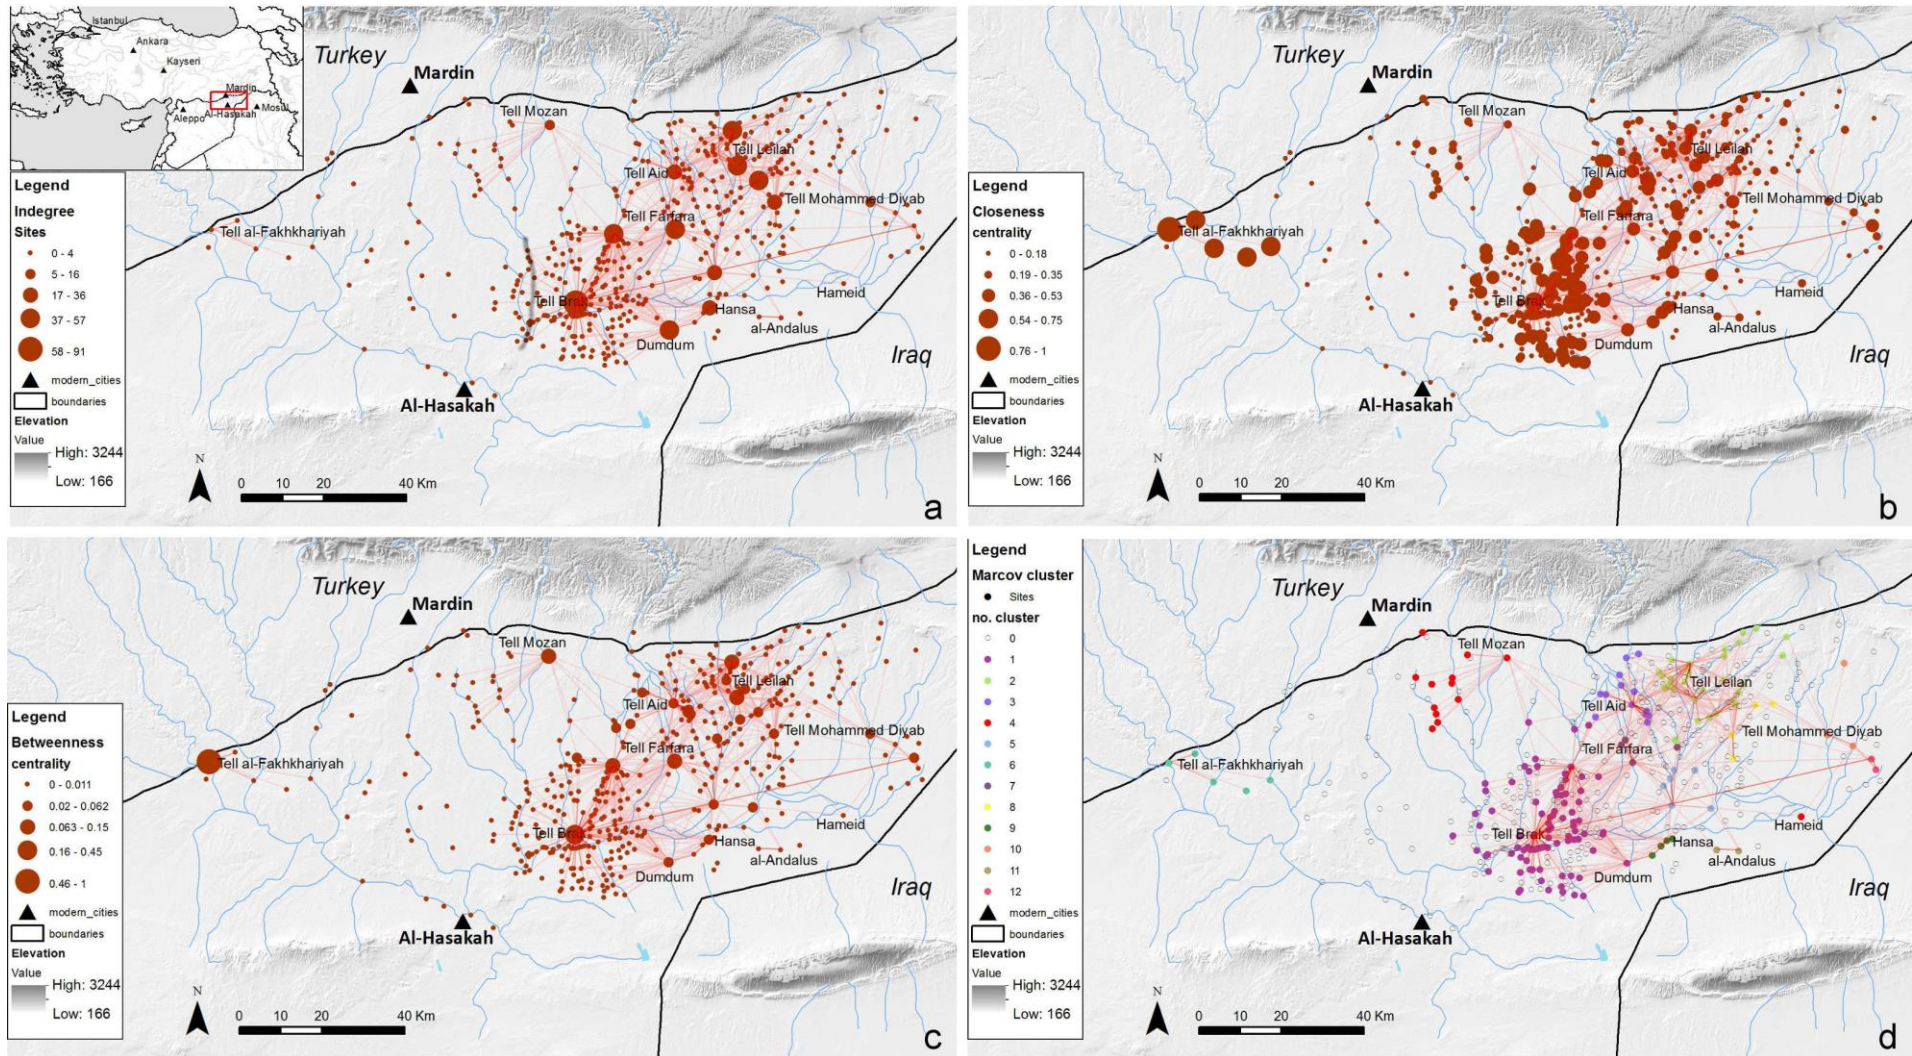 Istanbul
Ankara
Kayseri
Mardin
Mosul
Aleppo
Al-Hasakah
Legend
Indegree
Sites
0 - 4
5 - 16
17 - 36
37 - 57
58 - 91
modern_cities
boundaries
Elevation
Value
High: 3244
Low: 166
Turkey
Mardin
Tell Mozan
Tell Leilan
Tell Aid
Tell Mohammed Diyab
Tell Farfara
Tell al-Fakhkhariyah
Tell Brak
Hameid
Hansa
al-Andalus
Dumdum
Iraq
Al-Hasakah
N
0 10 20 40 Km
a
Legend
Closeness
centrality
0 - 0.18
0.19 - 0.35
0.36 - 0.53
0.54 - 0.75
0.76 - 1
modern_cities
boundaries
Elevation
Value
High: 3244
Low: 166
Turkey
Mardin
Tell Mozan
Tell Leilan
Tell Aid
Tell Mohammed Diyab
Tell Farfara
Tell al-Fakhkhariyah
Tell Brak
Hameid
Hansa
al-Andalus
Dumdum
Iraq
Al-Hasakah
N
0 10 20 40 Km
b
Legend
Betweenness
centrality
0 - 0.011
0.02 - 0.062
0.063 - 0.15
0.16 - 0.45
0.46 - 1
modern_cities
boundaries
Elevation
Value
High: 3244
Low: 166
Turkey
Mardin
Tell Mozan
Tell Leilan
Tell Aid
Tell Mohammed Diyab
Tell Farfara
Tell al-Fakhkhariyah
Tell Brak
Hameid
Hansa
al-Andalus
Dumdum
Iraq
Al-Hasakah
N
0 10 20 40 Km
c
Legend
Marcov cluster
Sites
no. cluster
0
1
2
3
4
5
6
7
8
9
10
11
12
modern_cities
boundaries
Elevation
Value
High: 3244
Low: 166
Turkey
Mardin
Tell Mozan
Tell Leilan
Tell Aid
Tell Mohammed Diyab
Tell Farfara
Tell al-Fakhkhariyah
Tell Brak
Hameid
Hansa
al-Andalus
Dumdum
Iraq
Al-Hasakah
N
0 10 20 40 Km
d